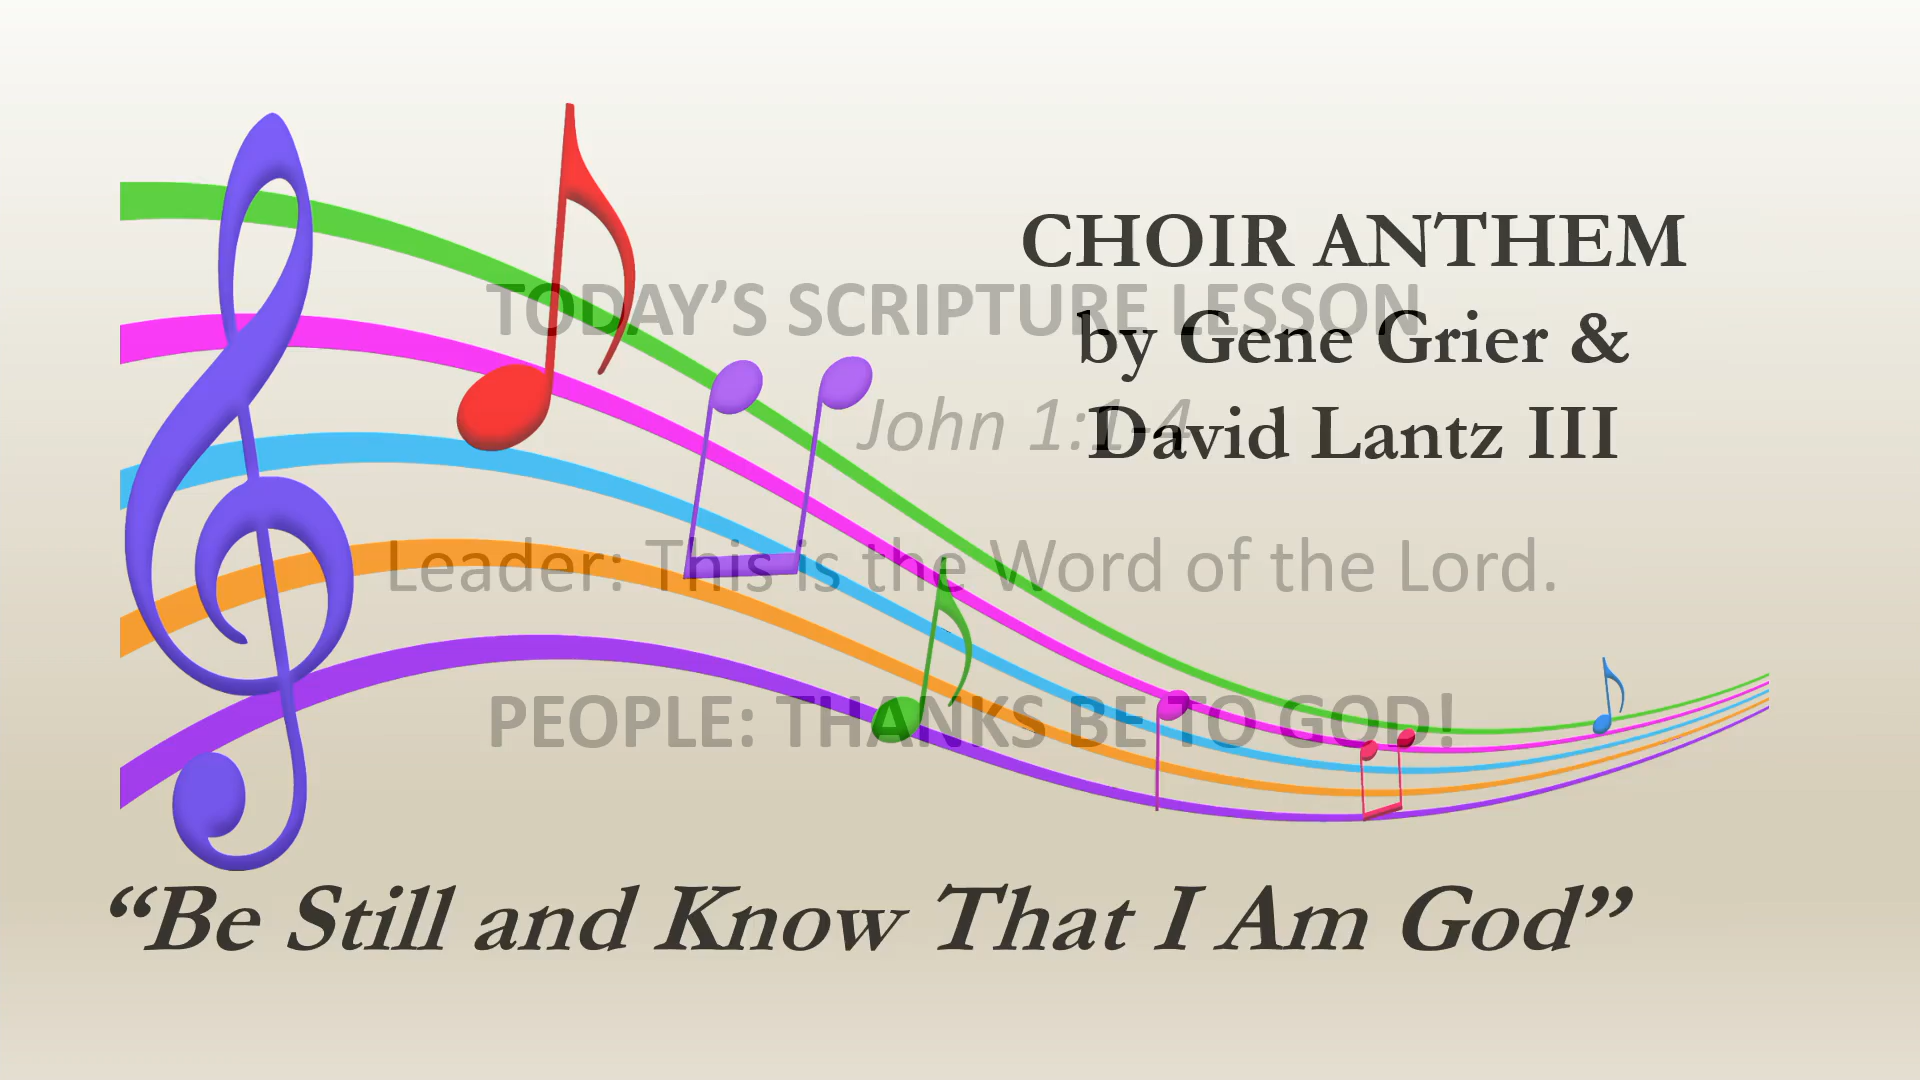 CHOIR ANTHEM
by Gene Grier &
David Lantz III
“Be Still and Know That I Am God”
TODAY’S SCRIPTURE LESSON
John 1:1-4
Leader: This is the Word of the Lord.
PEOPLE: THANKS BE TO GOD!